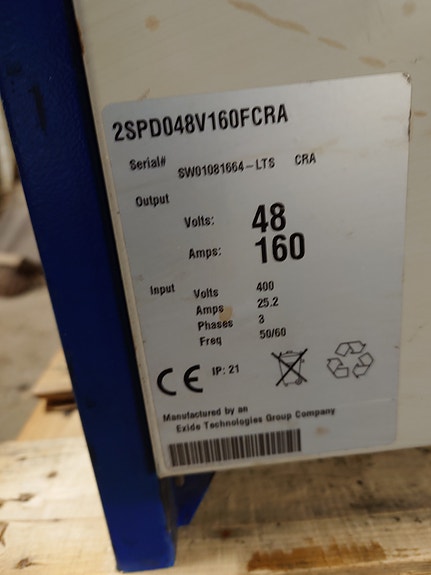 2SPD048V160FCRA
Serial# SW01081664-LTS CRA
Output
Volts: 48
Amps: 160
Input Volts 400
Amps 25.2
Phases 3
Freq 50/60
CE IP: 21
Manufactured by an
Exide Technologies Group Company